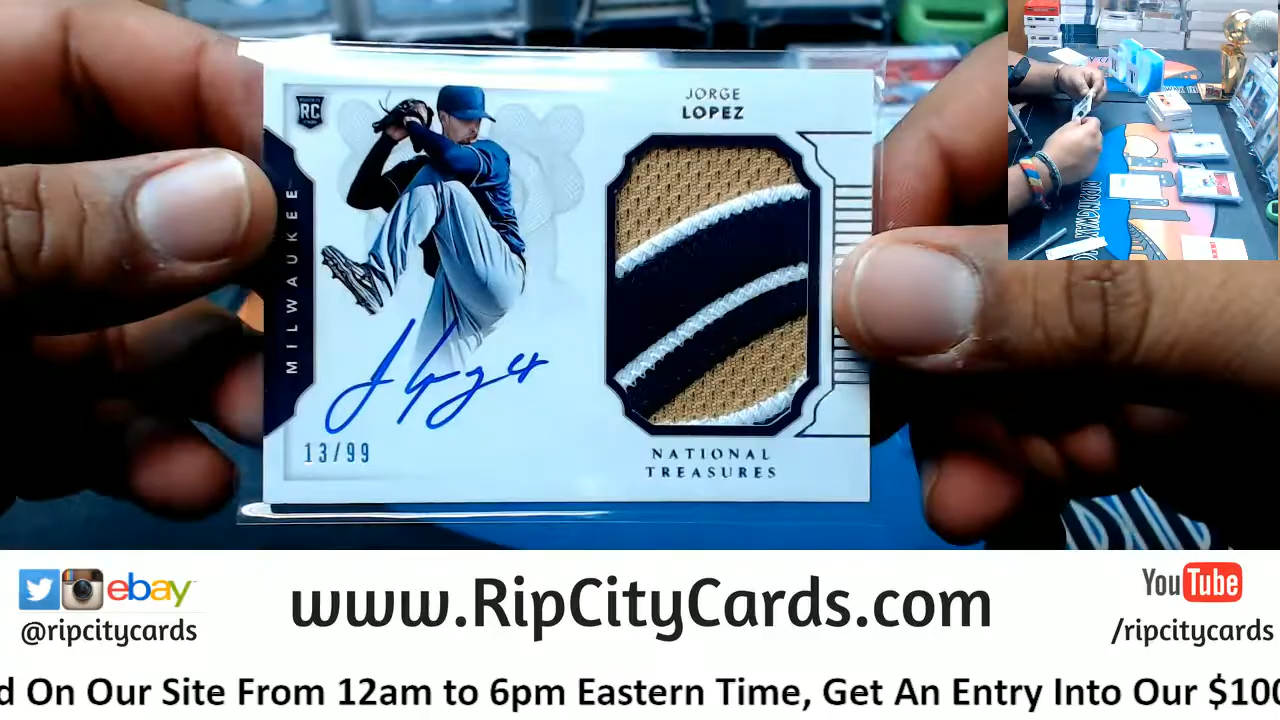 RC
JORGE
LOPEZ
MILWAUKEE
13/99
NATIONAL
TREASURES
ebay
@ripcitycards
www.RipCityCards.com
YouTube
/ripcitycards
d On Our Site From 12am to 6pm Eastern Time, Get An Entry Into Our $100